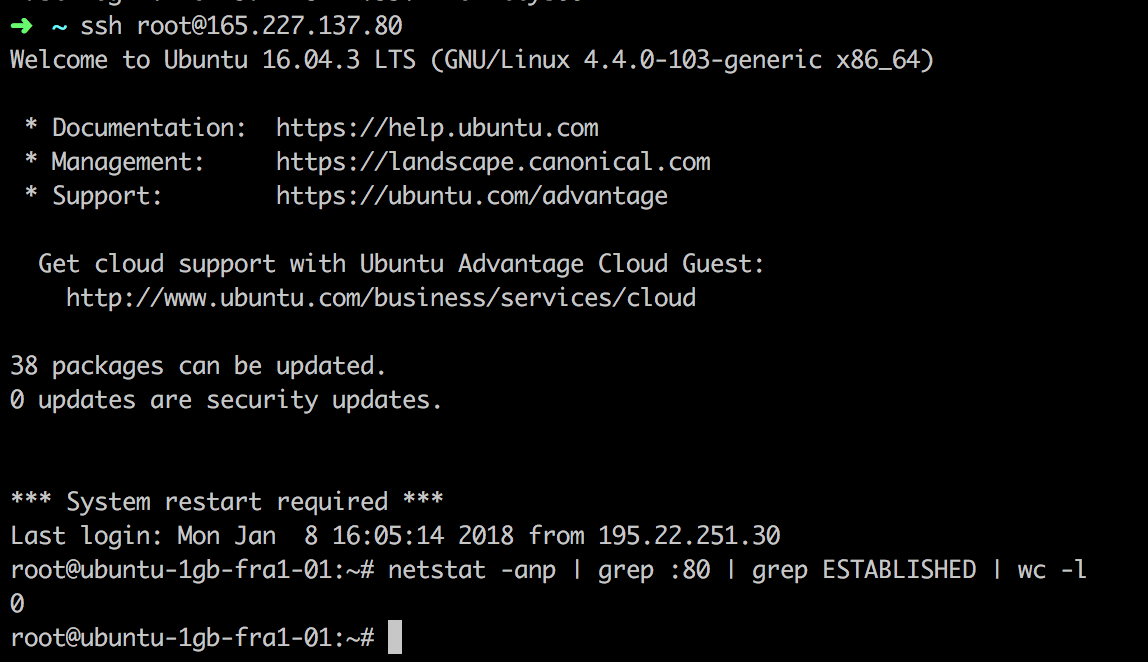 ➜ ~ ssh root@165.227.137.80
Welcome to Ubuntu 16.04.3 LTS (GNU/Linux 4.4.0-103-generic x86_64)
* Documentation: https://help.ubuntu.com
* Management: https://landscape.canonical.com
* Support: https://ubuntu.com/advantage
Get cloud support with Ubuntu Advantage Cloud Guest:
http://www.ubuntu.com/business/services/cloud
38 packages can be updated.
0 updates are security updates.
*** System restart required ***
Last login: Mon Jan  8 16:05:14 2018 from 195.22.251.30
root@ubuntu-1gb-fra1-01:~# netstat -anp | grep :80 | grep ESTABLISHED | wc -l
0
root@ubuntu-1gb-fra1-01:~#